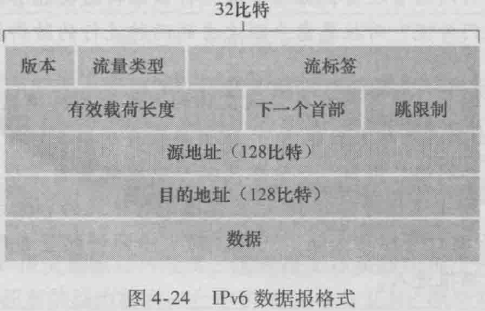 32比特
版本 流量类型 流标签
有效载荷长度 下一个首部 跳限制
源地址（128比特）
目的地址（128比特）
数据
图 4-24 IPv6 数据报格式